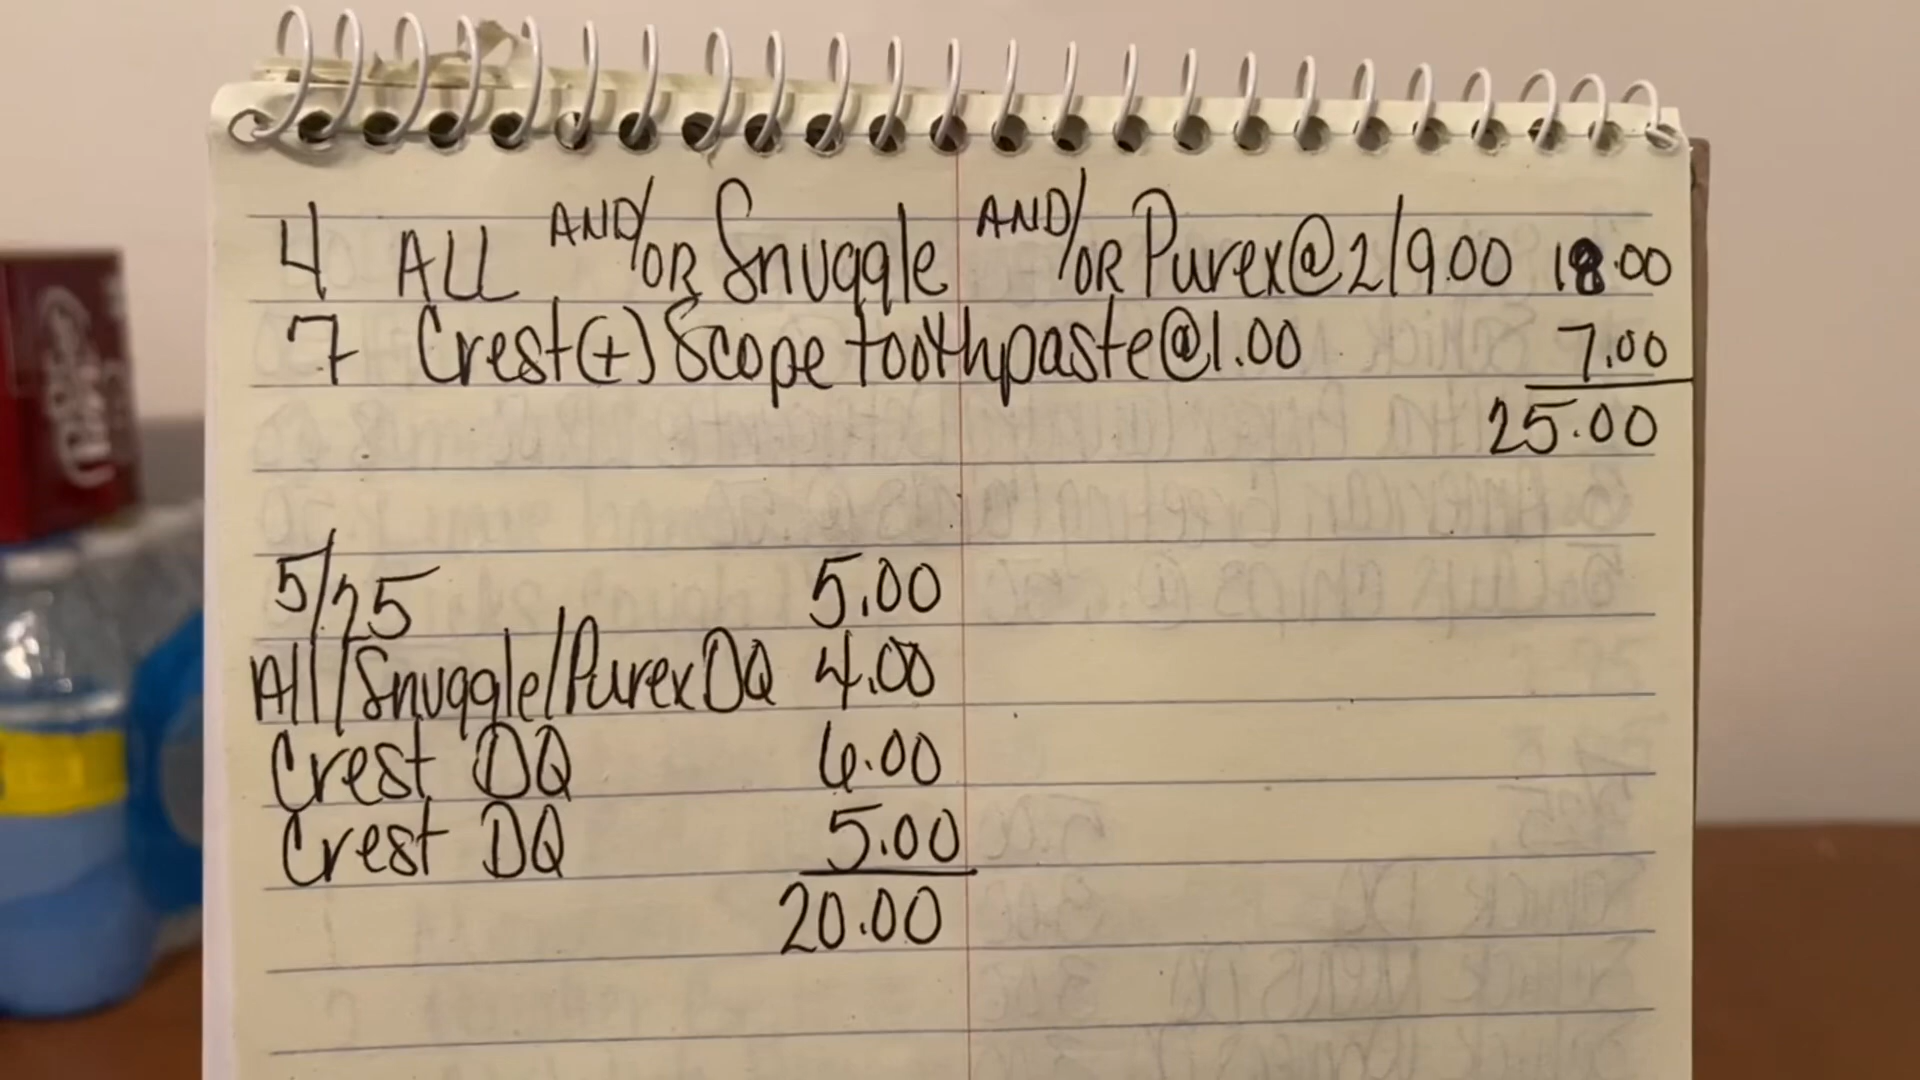 4 ALL AND/OR Snuggle AND/OR Purex@2/9.00 18.00
7 Crest(+) Scope toothpaste@1.00 7.00
25.00
5/25 5.00
All/Snuggle/Purex DQ 4.00
Crest DQ 6.00
Crest DQ 5.00
20.00